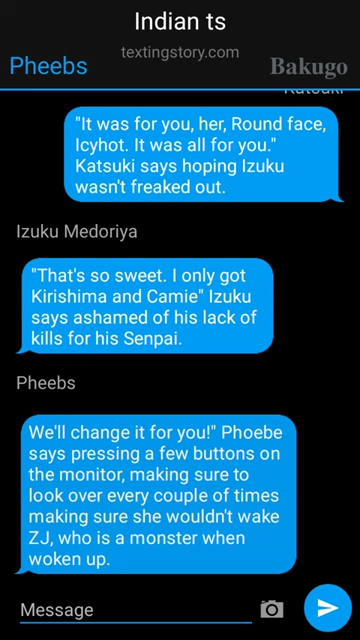 Indian ts
textingstory.com
Pheebs
Bakugo
Katsuki
"It was for you, her, Round face,
Icyhot. It was all for you."
Katsuki says hoping Izuku
wasn't freaked out.
Izuku Medoriya
"That's so sweet. I only got
Kirishima and Camie" Izuku
says ashamed of his lack of
kills for his Senpai.
Pheebs
We'll change it for you!" Phoebe
says pressing a few buttons on
the monitor, making sure to
look over every couple of times
making sure she wouldn't wake
ZJ, who is a monster when
woken up.
Message